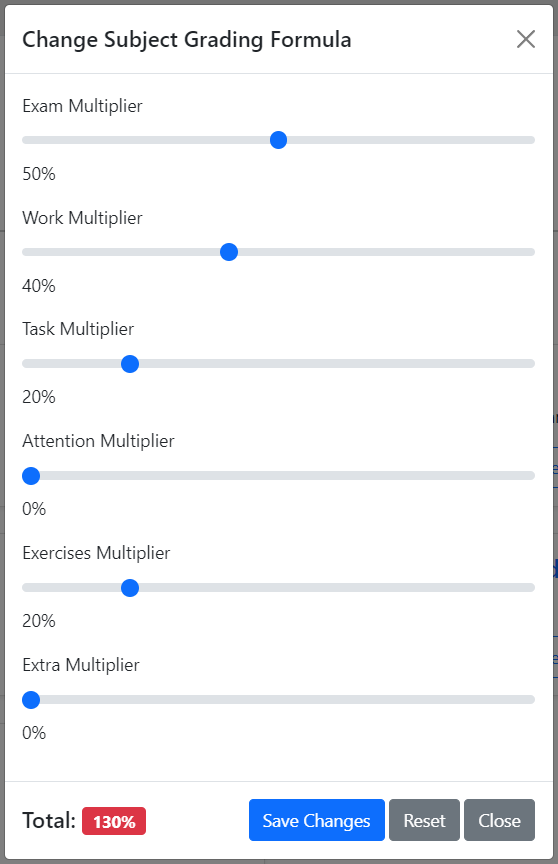 Change Subject Grading Formula
Exam Multiplier
50%
Work Multiplier
40%
Task Multiplier
20%
Attention Multiplier
0%
Exercises Multiplier
20%
Extra Multiplier
0%
Total: 130% Save Changes Reset Close